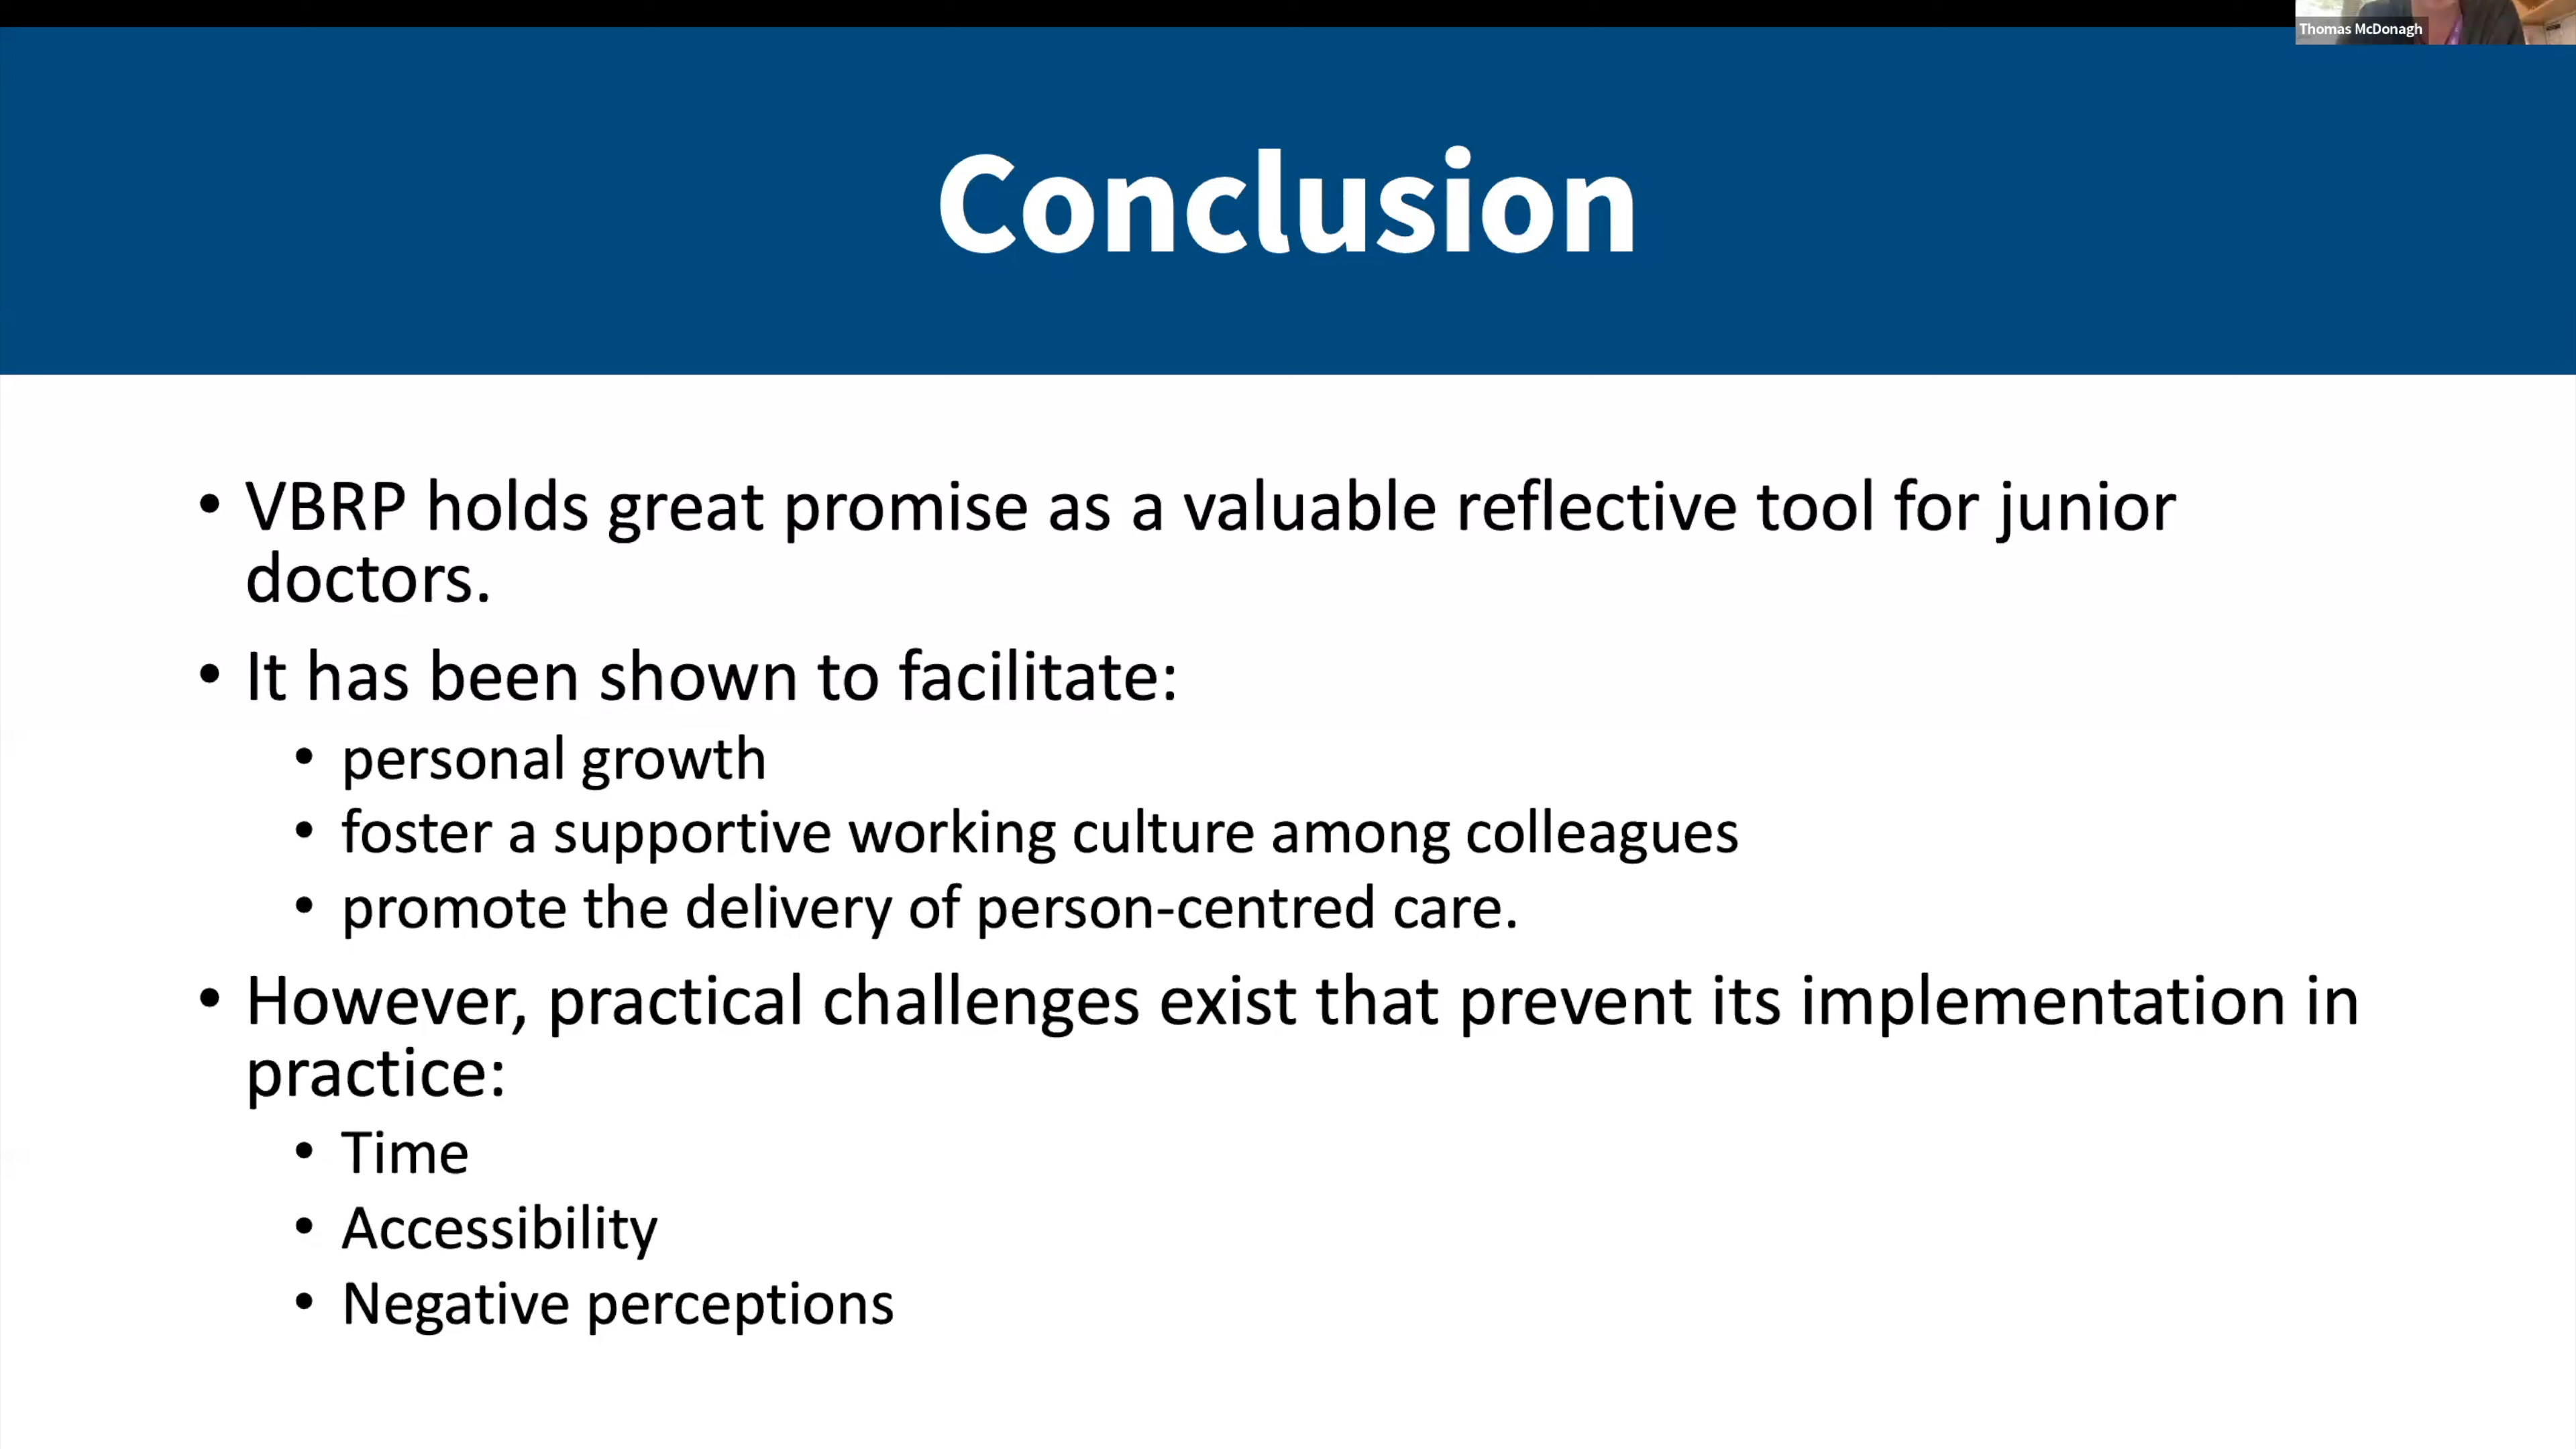 Thomas McDonagh
Conclusion
• VBRP holds great promise as a valuable reflective tool for junior
doctors.
• It has been shown to facilitate:
• personal growth
• foster a supportive working culture among colleagues
• promote the delivery of person-centred care.
• However, practical challenges exist that prevent its implementation in
practice:
• Time
• Accessibility
• Negative perceptions